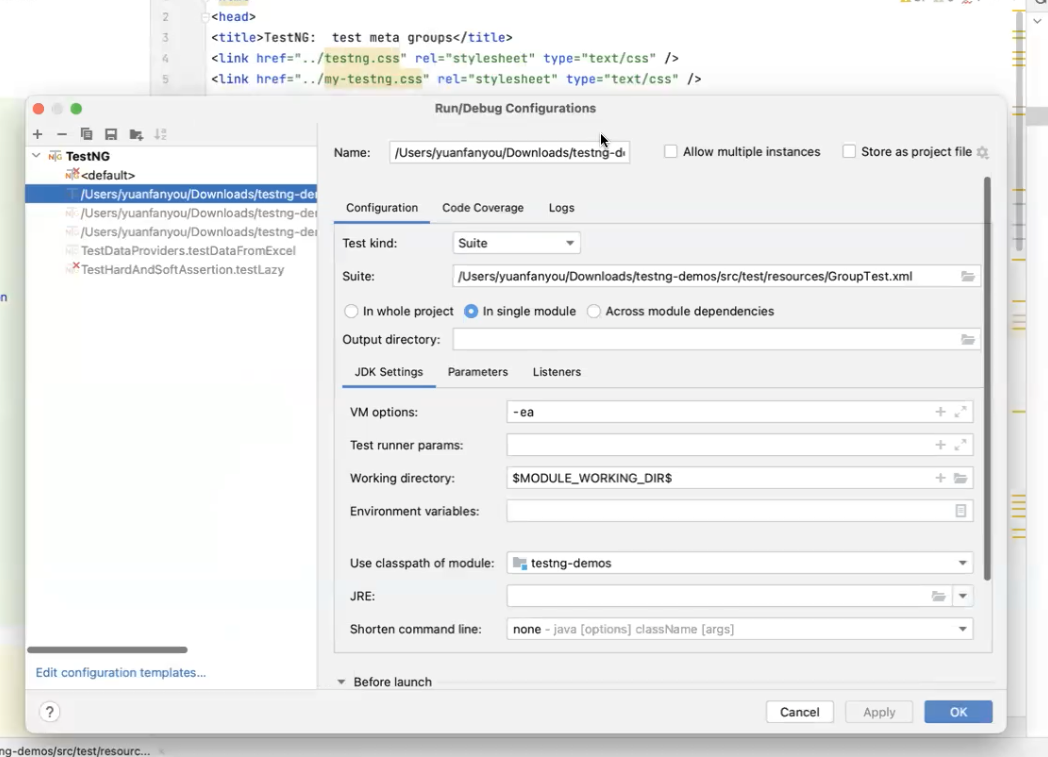 2 <head>
3 <title>TestNG:  test meta groups</title>
4 <link href="../testng.css" rel="stylesheet" type="text/css" />
5 <link href="../my-testng.css" rel="stylesheet" type="text/css" />
Run/Debug Configurations
TestNG
<default>
/Users/yuanfanyou/Downloads/testng-de
/Users/yuanfanyou/Downloads/testng-de
/Users/yuanfanyou/Downloads/testng-de
TestDataProviders.testDataFromExcel
TestHardAndSoftAssertion.testLazy
Edit configuration templates...
Name: /Users/yuanfanyou/Downloads/testng-d
Allow multiple instances
Store as project file
Configuration Code Coverage Logs
Test kind: Suite
Suite: /Users/yuanfanyou/Downloads/testng-demos/src/test/resources/GroupTest.xml
In whole project In single module Across module dependencies
Output directory:
JDK Settings Parameters Listeners
VM options: -ea
Test runner params:
Working directory: $MODULE_WORKING_DIR$
Environment variables:
Use classpath of module: testng-demos
JRE:
Shorten command line: none - java [options] className [args]
Before launch
? Cancel Apply OK
n
ng-demos/src/test/resourc...